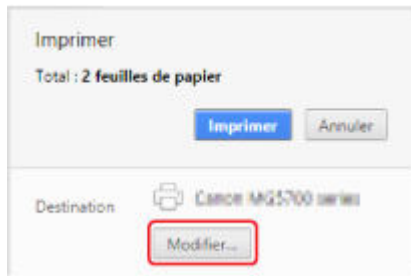 Imprimer
Total : 2 feuilles de papier
Imprimer Annuler
Destination Canon MG5700 series
Modifier...